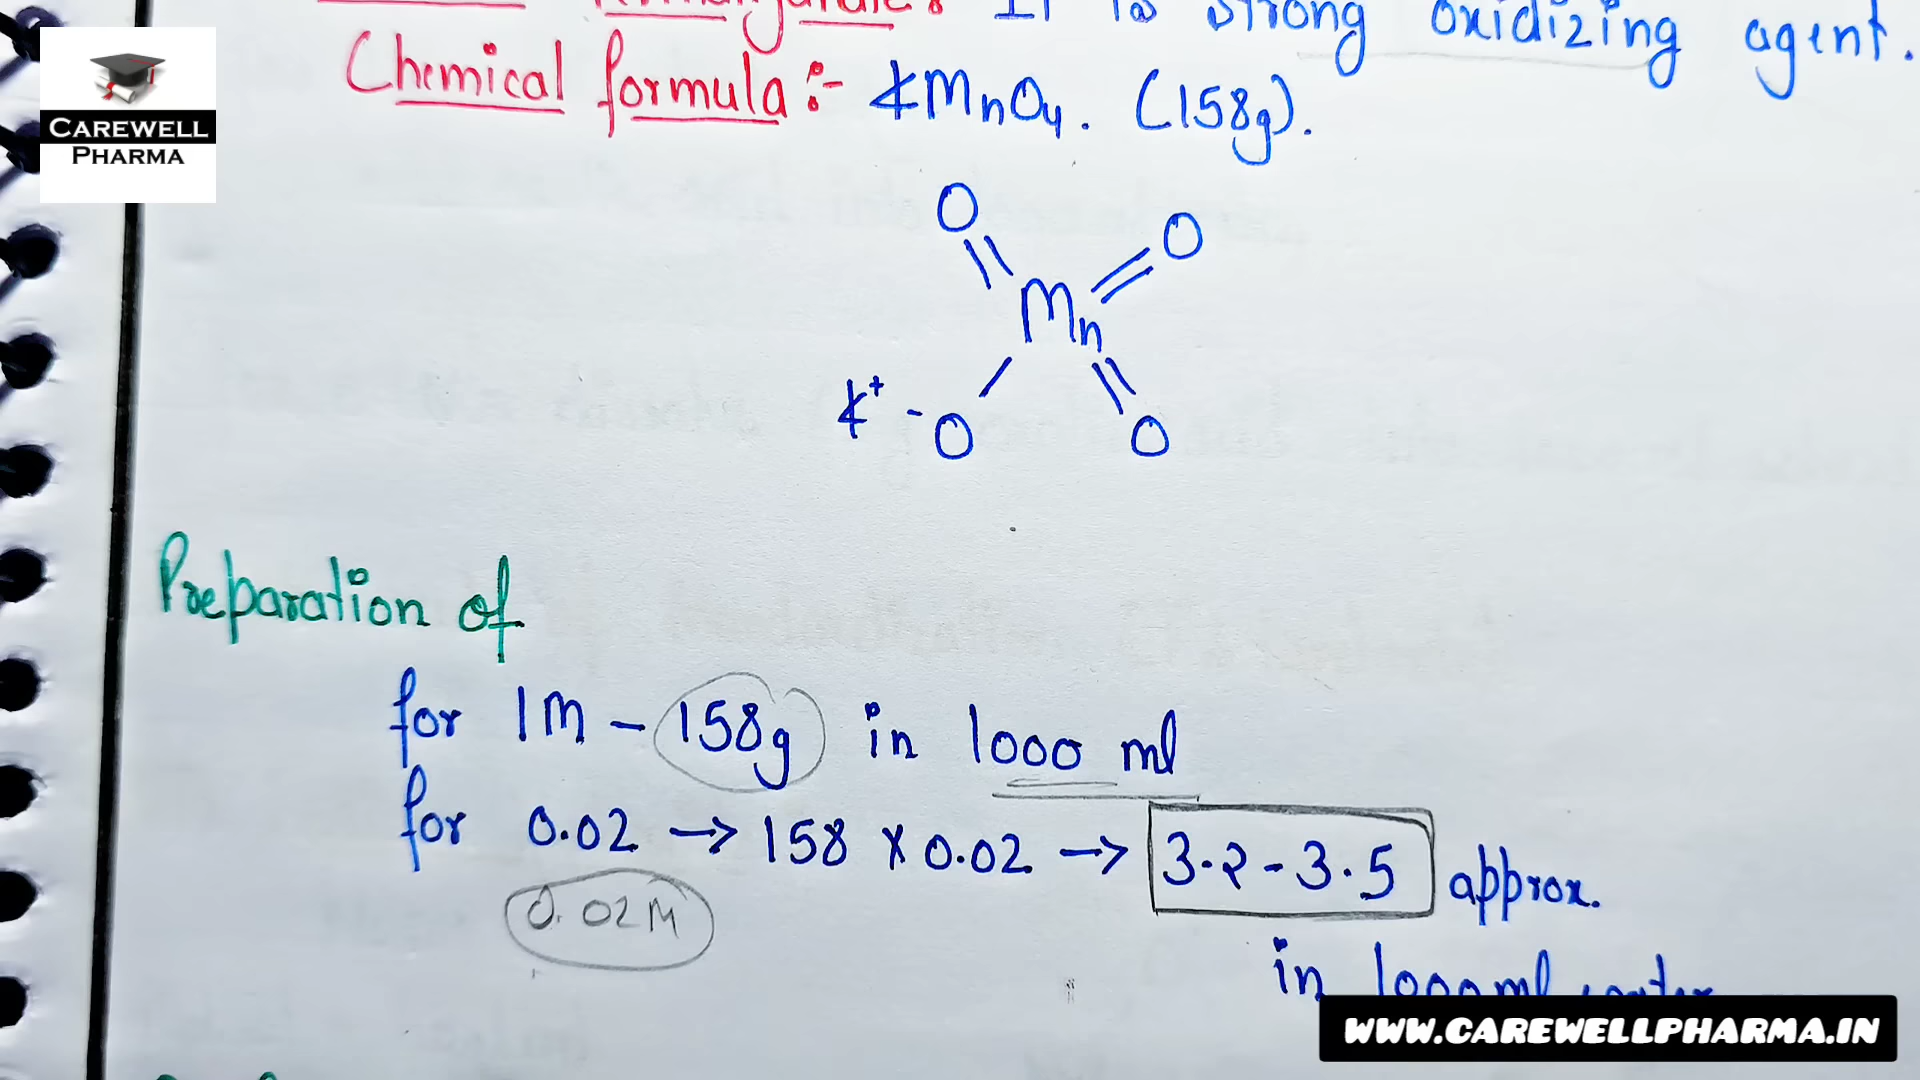 It is strong oxidizing agent.
Chemical formula :- KMnO4. (158g).
CAREWELL
PHARMA
O
O
Mn
K+ - O
O
Preparation of
for 1M - 158g in 1000 ml
for 0.02 → 158 x 0.02 → 3.2 - 3.5 approx.
0.02M
in 1000ml water
WWW.CAREWELLPHARMA.IN